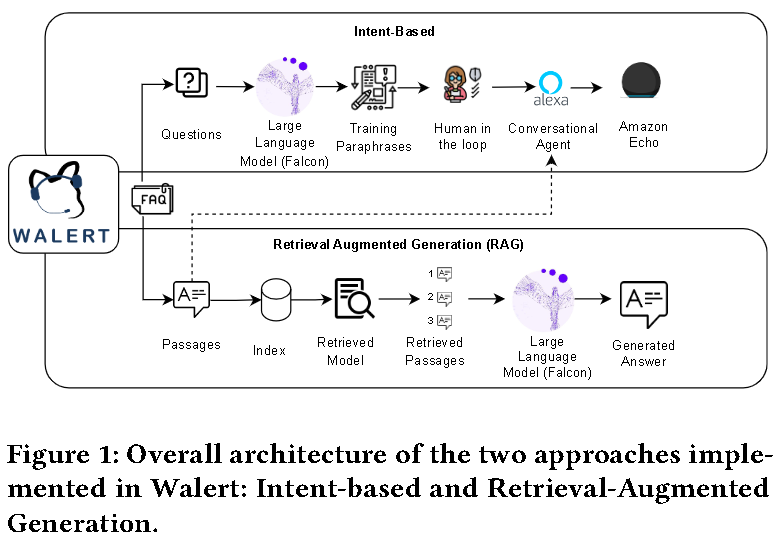 Intent-Based
Questions
Large
Language
Model (Falcon)
Training
Paraphrases
Human in
the loop
alexa
Conversational
Agent
Amazon
Echo
WALERT
FAQ
Retrieval Augmented Generation (RAG)
A
Passages
Index
Retrieved
Model
1 A
2 A
3 A
Retrieved
Passages
Large
Language
Model (Falcon)
A
Generated
Answer
Figure 1: Overall architecture of the two approaches imple-
mented in Walert: Intent-based and Retrieval-Augmented
Generation.